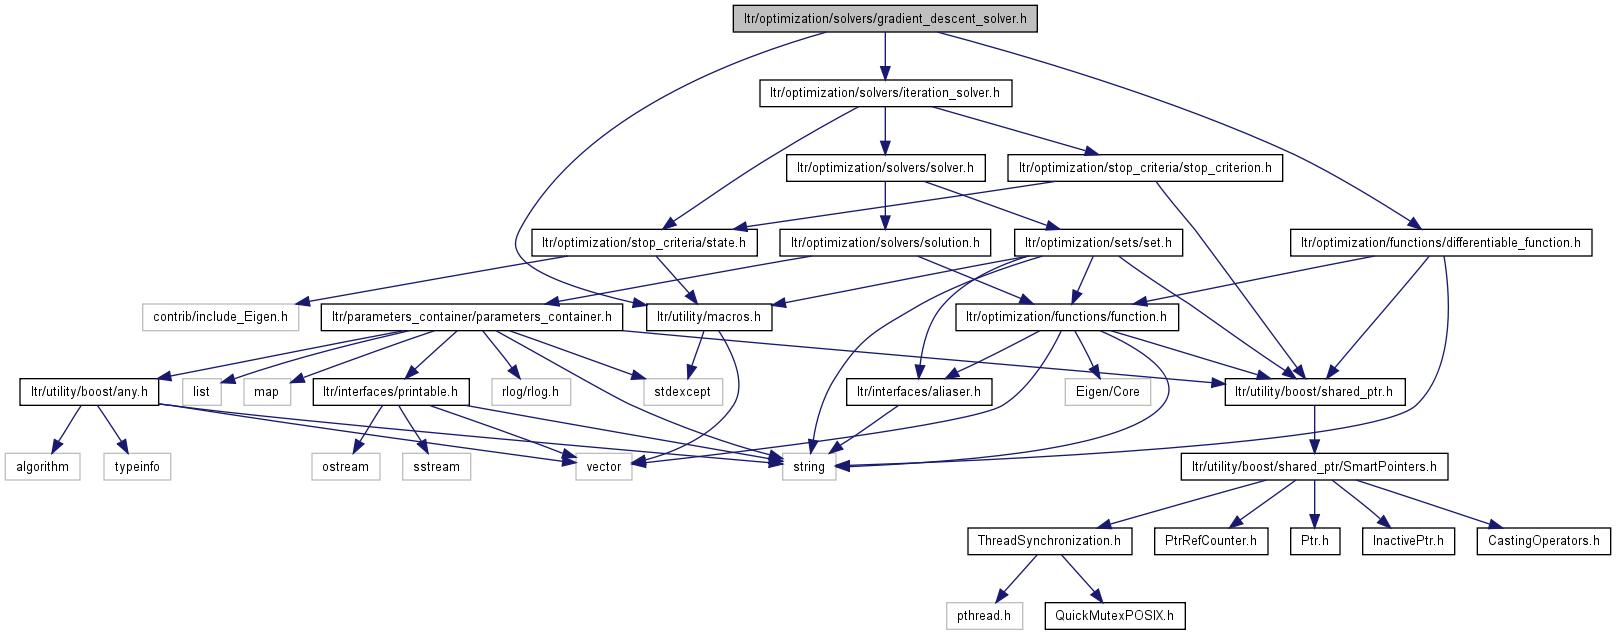 ltr/optimization/solvers/gradient_descent_solver.h
ltr/optimization/solvers/iteration_solver.h
ltr/optimization/solvers/solver.h
ltr/optimization/stop_criteria/stop_criterion.h
ltr/optimization/stop_criteria/state.h
ltr/optimization/solvers/solution.h
ltr/optimization/sets/set.h
ltr/optimization/functions/differentiable_function.h
contrib/include_Eigen.h
ltr/parameters_container/parameters_container.h
ltr/utility/macros.h
ltr/optimization/functions/function.h
ltr/utility/boost/any.h
list
map
ltr/interfaces/printable.h
rlog/rlog.h
stdexcept
ltr/interfaces/aliaser.h
Eigen/Core
ltr/utility/boost/shared_ptr.h
algorithm
typeinfo
ostream
sstream
vector
string
ltr/utility/boost/shared_ptr/SmartPointers.h
ThreadSynchronization.h
PtrRefCounter.h
Ptr.h
InactivePtr.h
CastingOperators.h
pthread.h
QuickMutexPOSIX.h